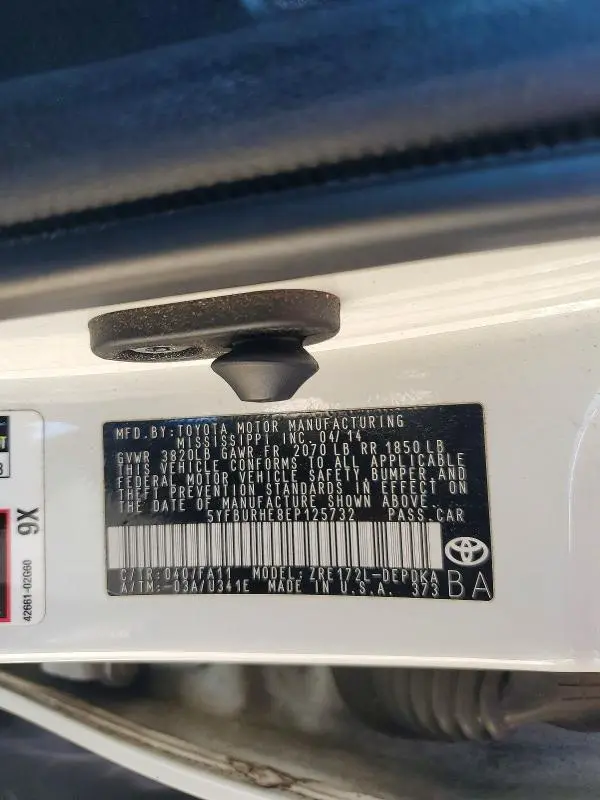 MFD.BY:TOYOTA MOTOR MANUFACTURING
MISSISSIPPI INC. 04/14
GVWR 3820LB GAWR FR 2070 LB RR 1850 LB
THIS VEHICLE CONFORMS TO ALL APPLICABLE
FEDERAL MOTOR VEHICLE SAFETY,BUMPER AND
THEFT PREVENTION STANDARDS IN EFFECT ON
THE DATE OF MANUFACTURE SHOWN ABOVE
5YFBURHE8EP125732 PASS.CAR
C/TR:040/FA11 MODEL:ZRE172L-DEPDKA
A/TM:-03A/0341E MADE IN U.S.A. 373
BA
9X
42661-02G60